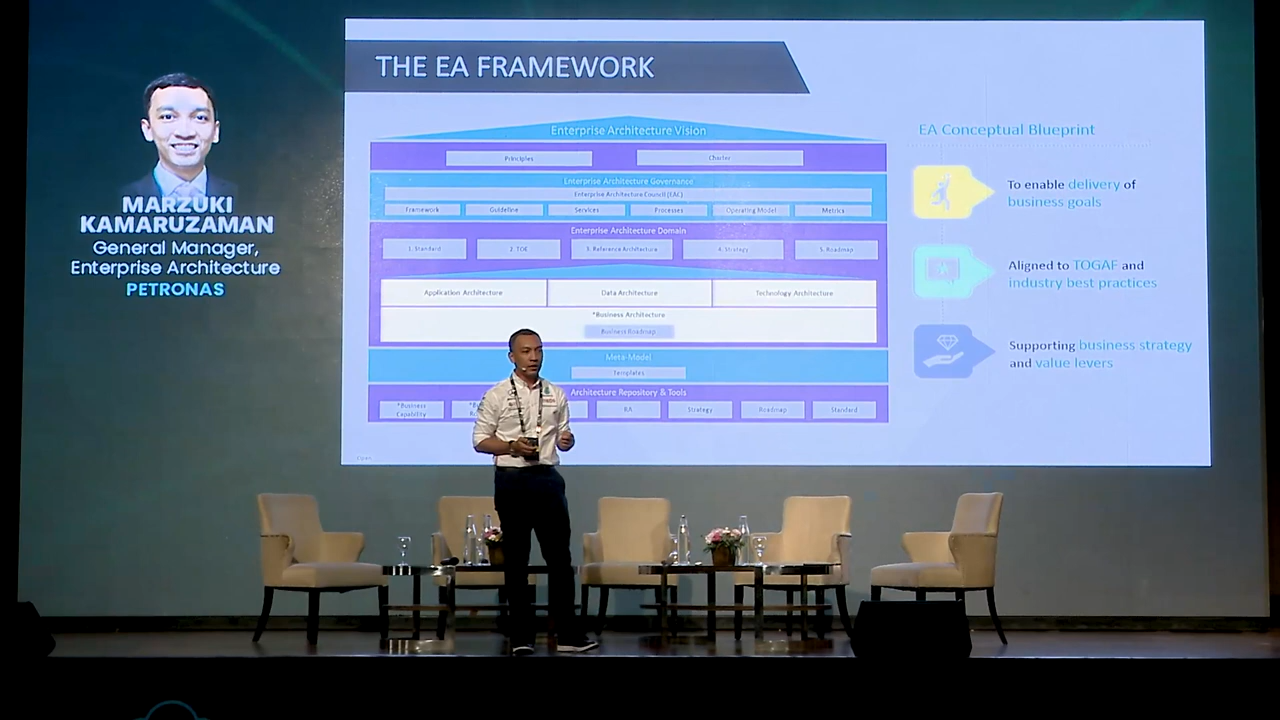 MARZUKI
KAMARUZAMAN
General Manager,
Enterprise Architecture
PETRONAS
THE EA FRAMEWORK
Enterprise Architecture Vision
Principles
Charter
Enterprise Architecture Governance
Enterprise Architecture Council (EAC)
Framework
Guideline
Services
Processes
Operating Model
Metrics
Enterprise Architecture Domain
1. Standard
2. TOE
3. Reference Architecture
4. Strategy
5. Roadmap
Application Architecture
Data Architecture
Technology Architecture
*Business Architecture
Business Roadmap
Meta-Model
Templates
Architecture Repository & Tools
*Business
Capability
Strategy
Roadmap
Standard
Open
EA Conceptual Blueprint
To enable delivery of
business goals
Aligned to TOGAF and
industry best practices
Supporting business strategy
and value levers